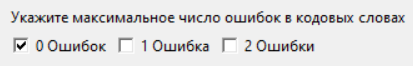 Укажите максимальное число ошибок в кодовых словах
0 Ошибок 1 Ошибка 2 Ошибки